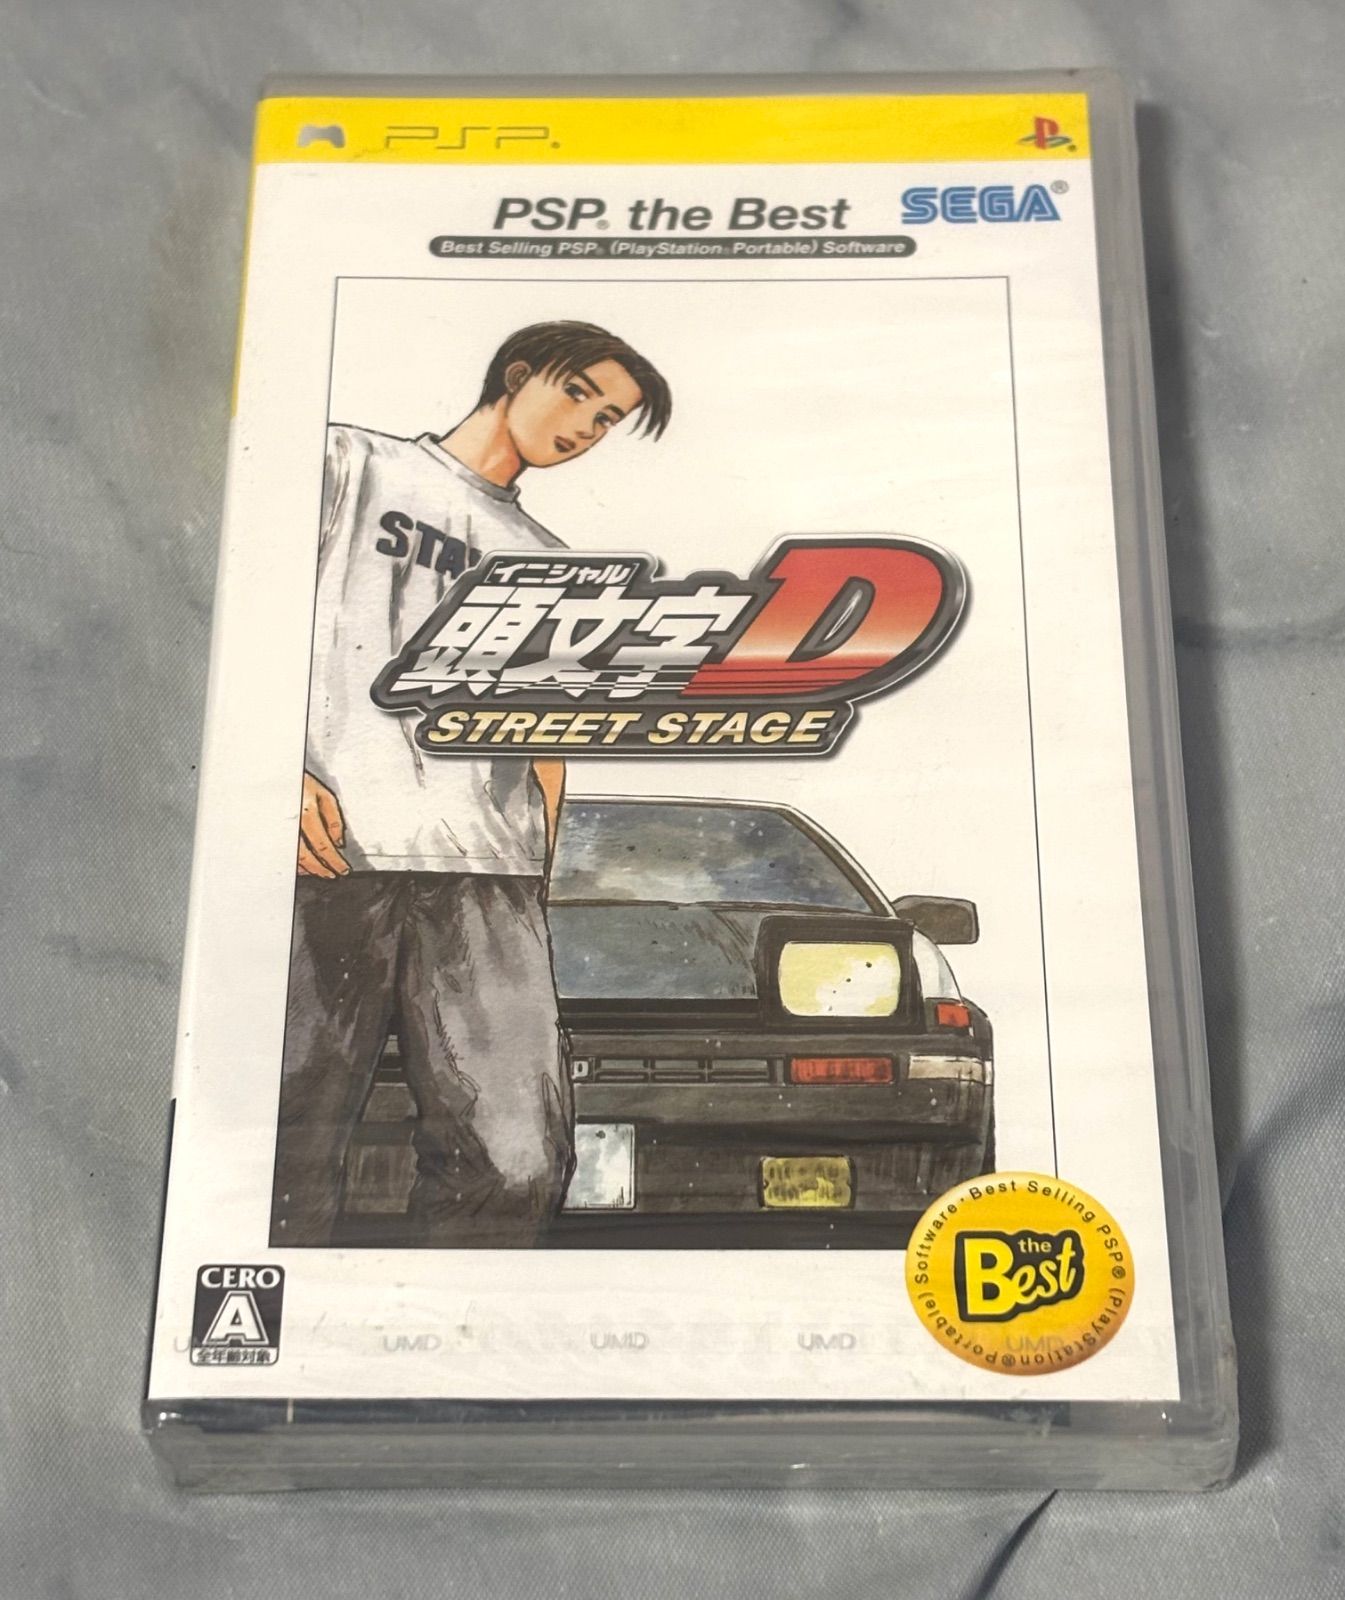 PSP
PSP® the Best
SEGA®
Best Selling PSP® (PlayStation®Portable) Software
STA
[イニシャル]
頭文字D
STREET STAGE
Software・Best Selling PSP® (PlayStation®Portable)
the
Best
CERO
A
全年齢対象
UMD UMD UMD UMD UMD